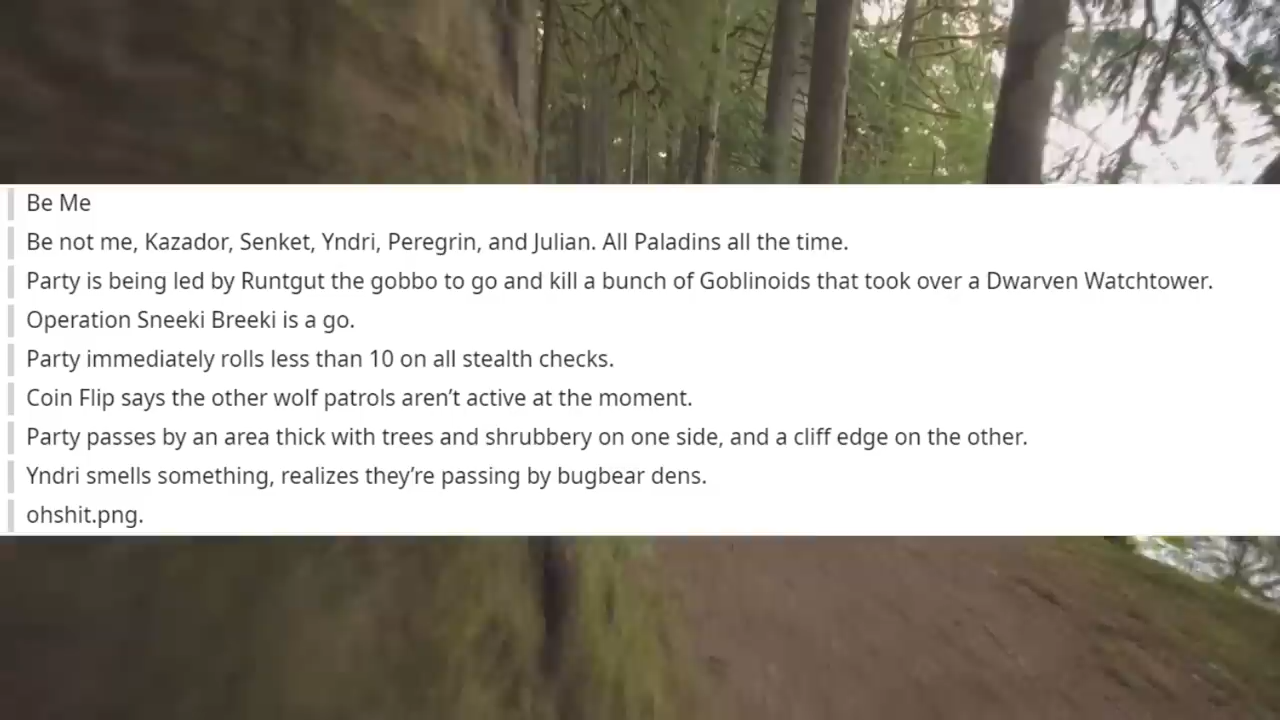 Be Me
Be not me, Kazador, Senket, Yndri, Peregrin, and Julian. All Paladins all the time.
Party is being led by Runtgut the gobbo to go and kill a bunch of Goblinoids that took over a Dwarven Watchtower.
Operation Sneeki Breeki is a go.
Party immediately rolls less than 10 on all stealth checks.
Coin Flip says the other wolf patrols aren’t active at the moment.
Party passes by an area thick with trees and shrubbery on one side, and a cliff edge on the other.
Yndri smells something, realizes they’re passing by bugbear dens.
ohshit.png.